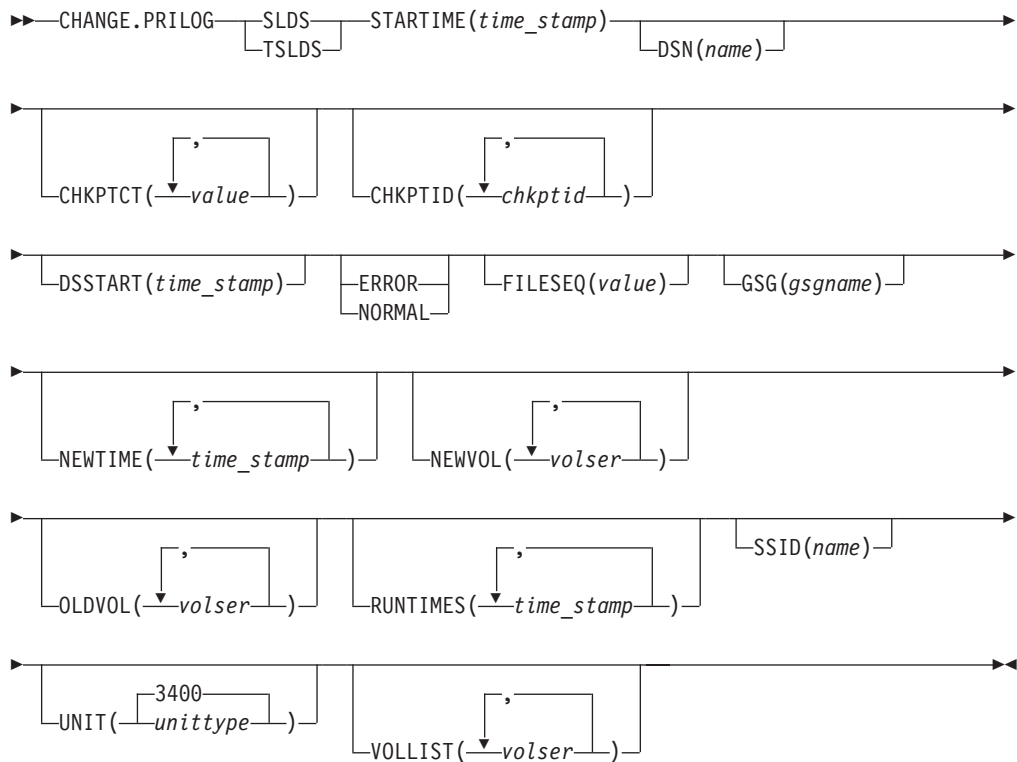 CHANGE.PRILOG SLDS STARTIME(time_stamp)
TSLDS DSN(name)
, ,
CHKPTCT( value ) CHKPTID( chkptid )
DSSTART(time_stamp) ERROR FILESEQ(value) GSG(gsgname)
NORMAL
, ,
NEWTIME( time_stamp ) NEWVOL( volser )
, , SSID(name)
OLDVOL( volser ) RUNTIMES( time_stamp )
3400 ,
UNIT( unittype )
VOLLIST( volser )